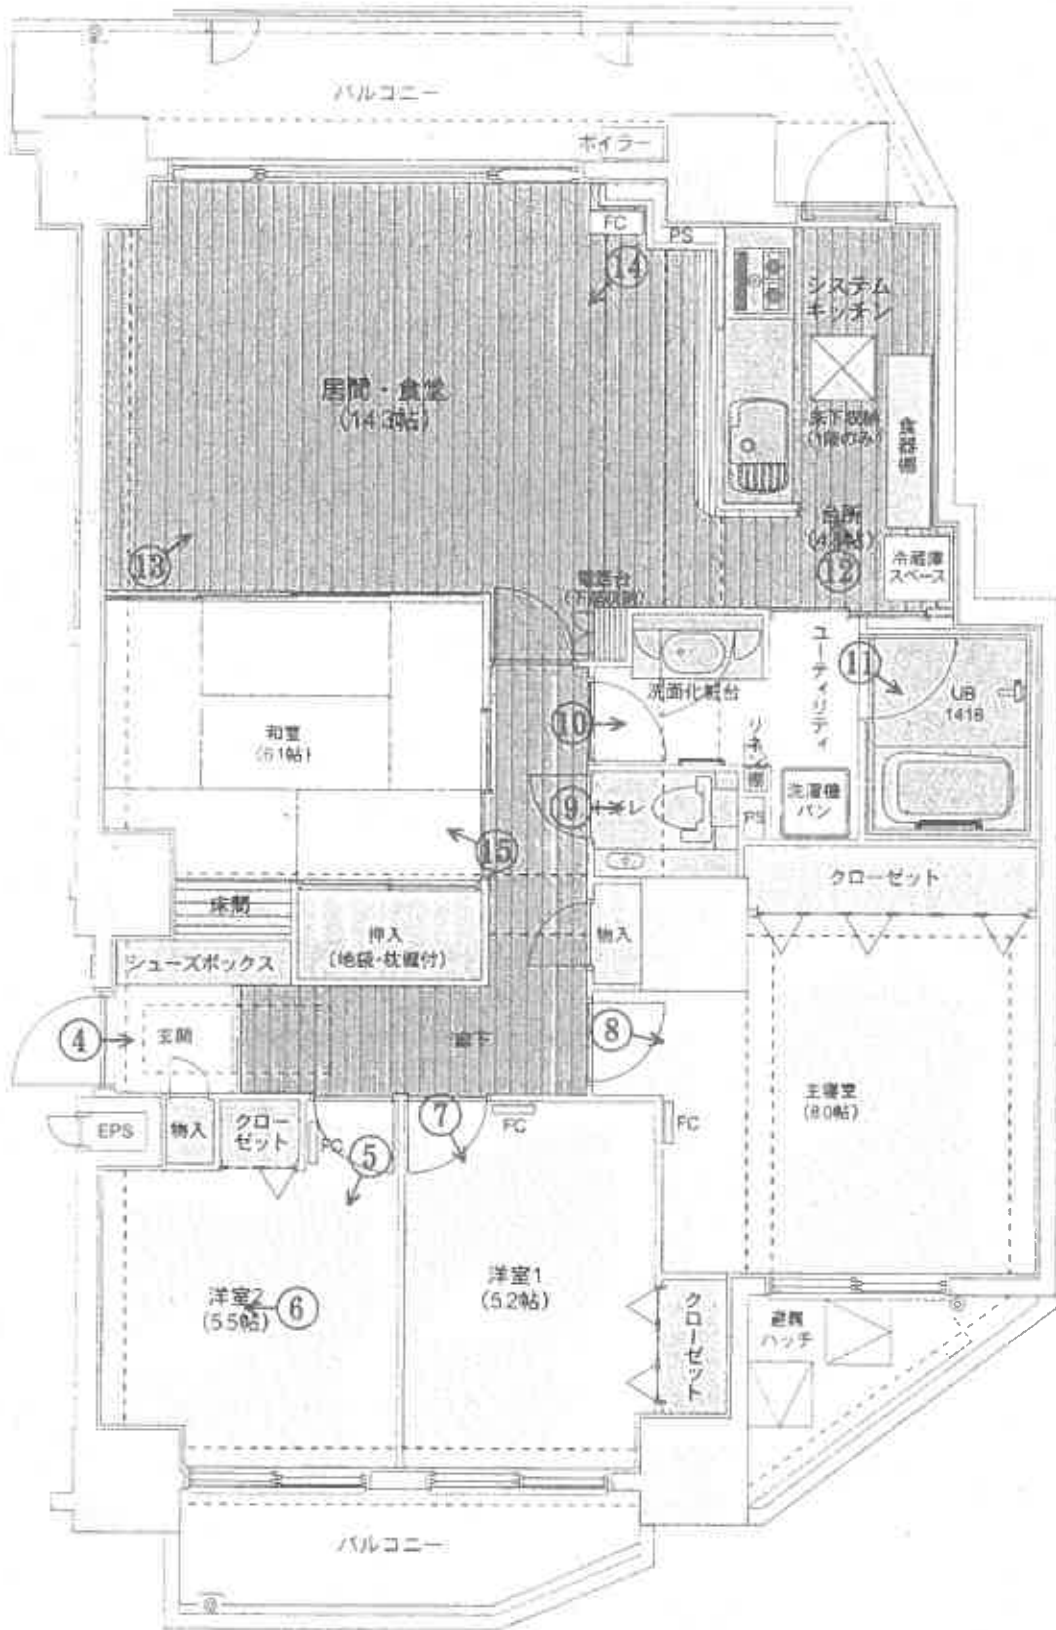 バルコニー
ボイラー
FC
PS
⑭
システム
キッチン
居間・食堂
(14.3帖)
床下収納
(1階のみ)
食器棚
台所
⑬
⑫
冷蔵庫
スペース
電話台
(下部収納)
ユーティリティ
⑪
UB
1418
洗面化粧台
⑩
和室
(6.1帖)
リネン棚
洗濯機
パン
⑨
トイレ
PS
⑮
クローゼット
床間
押入
(地袋・枕棚付)
物入
シューズボックス
④
玄関
廊下
⑧
主寝室
(8.0帖)
EPS
物入
クロー
ゼット
FC
⑤
⑦
FC
FC
洋室1
(5.2帖)
洋室2
(5.5帖)
⑥
クローゼット
避難
ハッチ
バルコニー